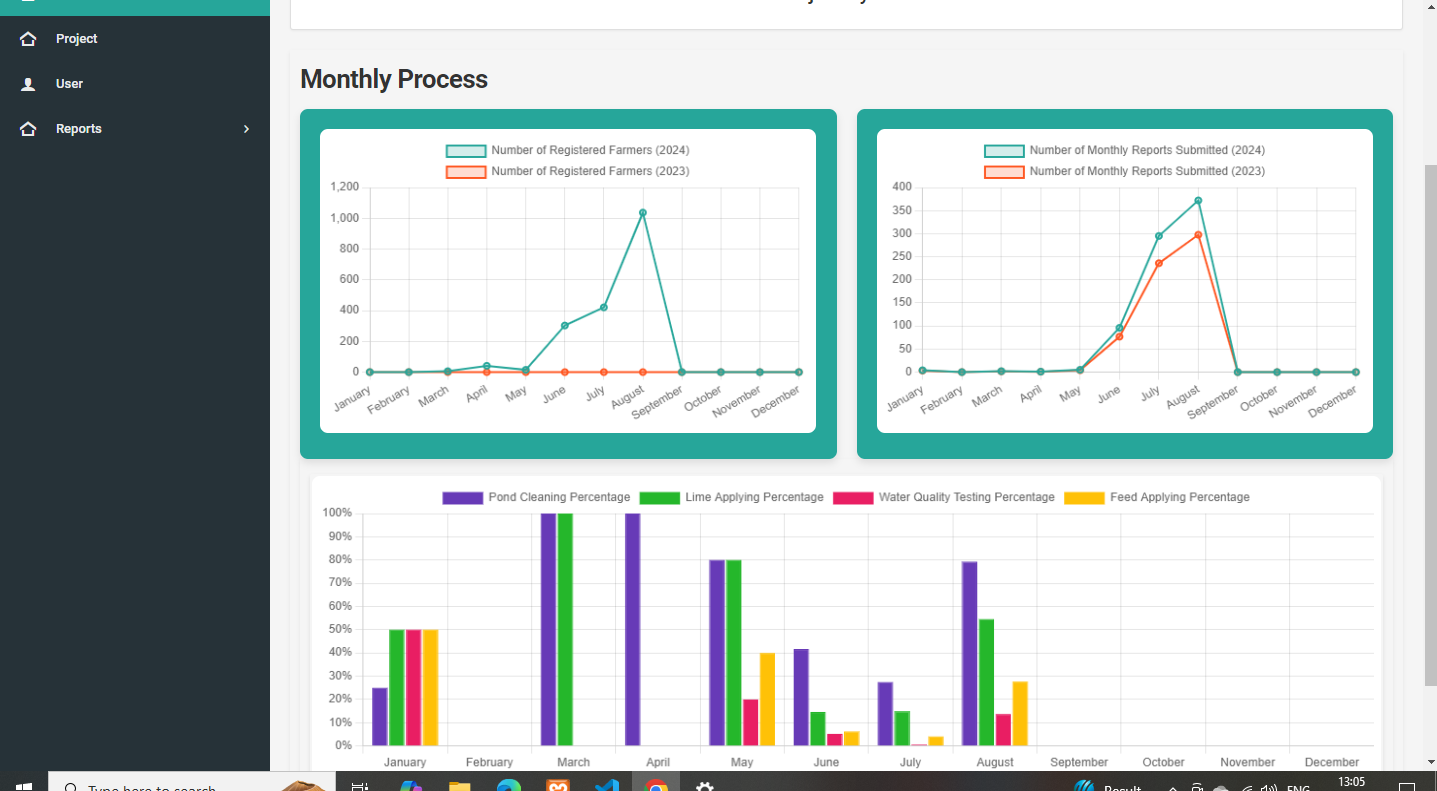 Project
User
Reports
Monthly Process
Number of Registered Farmers (2024)
Number of Registered Farmers (2023)
1,200
1,000
800
600
400
200
0
January
February
March
April
May
June
July
August
September
October
November
December
Number of Monthly Reports Submitted (2024)
Number of Monthly Reports Submitted (2023)
400
350
300
250
200
150
100
50
0
January
February
March
April
May
June
July
August
September
October
November
December
Pond Cleaning Percentage Lime Applying Percentage Water Quality Testing Percentage Feed Applying Percentage
100%
90%
80%
70%
60%
50%
40%
30%
20%
10%
0%
January February March April May June July August September October November December
Type here to search
Result
ENG
13:05